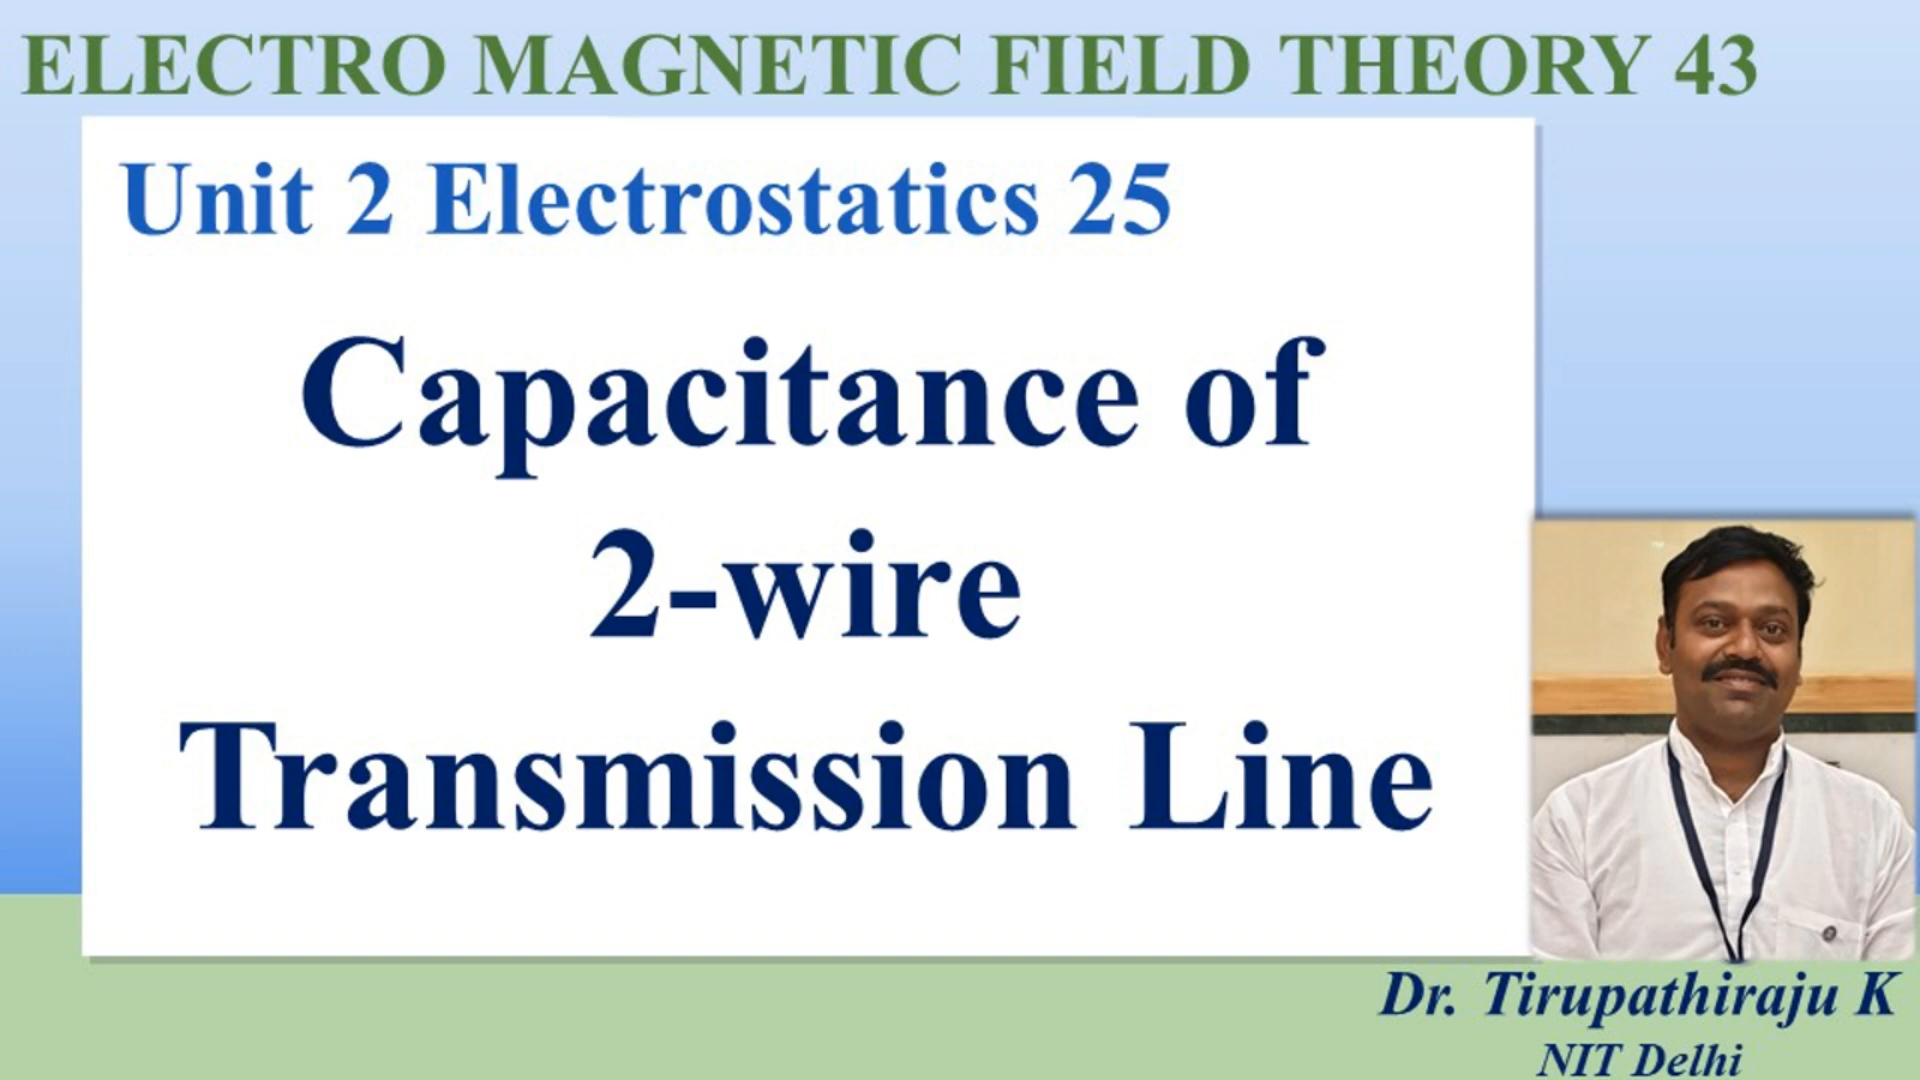 ELECTRO MAGNETIC FIELD THEORY 43
Unit 2 Electrostatics 25
Capacitance of
2-wire
Transmission Line
Dr. Tirupathiraju K
NIT Delhi